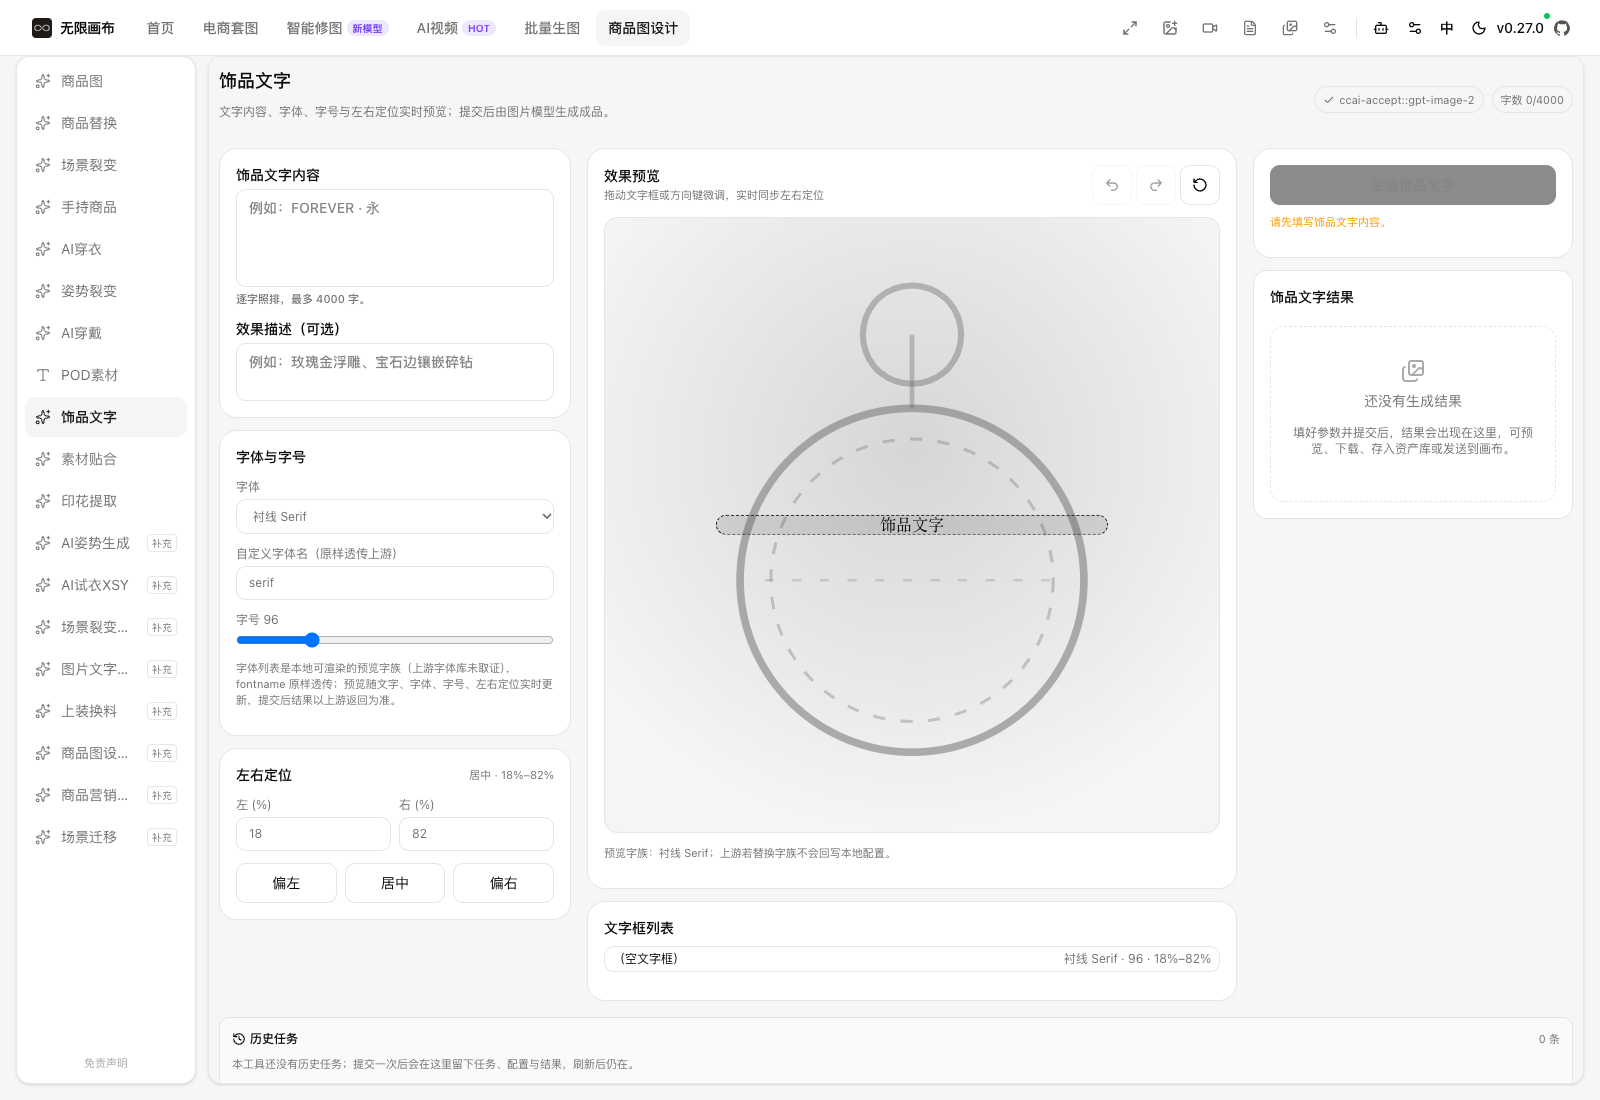 无限画布
首页
电商套图
智能修图 新模型
AI视频 HOT
批量生图
商品图设计
中
v0.27.0
商品图
商品替换
场景裂变
手持商品
AI穿衣
姿势裂变
AI穿戴
POD素材
饰品文字
素材贴合
印花提取
AI姿势生成 补充
AI试衣XSY 补充
场景裂变... 补充
图片文字... 补充
上装换料 补充
商品图设... 补充
商品营销... 补充
场景迁移 补充
免责声明
饰品文字
文字内容、字体、字号与左右定位实时预览；提交后由图片模型生成成品。
ccai-accept::gpt-image-2
字数 0/4000
饰品文字内容
例如：FOREVER · 永
逐字照排，最多 4000 字。
效果描述（可选）
例如：玫瑰金浮雕、宝石边镶嵌碎钻
字体与字号
字体
衬线 Serif
自定义字体名（原样透传上游）
serif
字号 96
字体列表是本地可渲染的预览字族（上游字体库未取证），
fontname 原样透传；预览随文字、字体、字号、左右定位实时更
新，提交后结果以上游返回为准。
左右定位
居中 · 18%–82%
左 (%)
右 (%)
18
82
偏左
居中
偏右
效果预览
拖动文字框或方向键微调，实时同步左右定位
饰品文字
预览字族：衬线 Serif；上游若替换字族不会回写本地配置。
文字框列表
(空文字框)
衬线 Serif · 96 · 18%–82%
生成饰品文字
请先填写饰品文字内容。
饰品文字结果
还没有生成结果
填好参数并提交后，结果会出现在这里，可预
览、下载、存入资产库或发送到画布。
历史任务
0 条
本工具还没有历史任务；提交一次后会在这里留下任务、配置与结果，刷新后仍在。